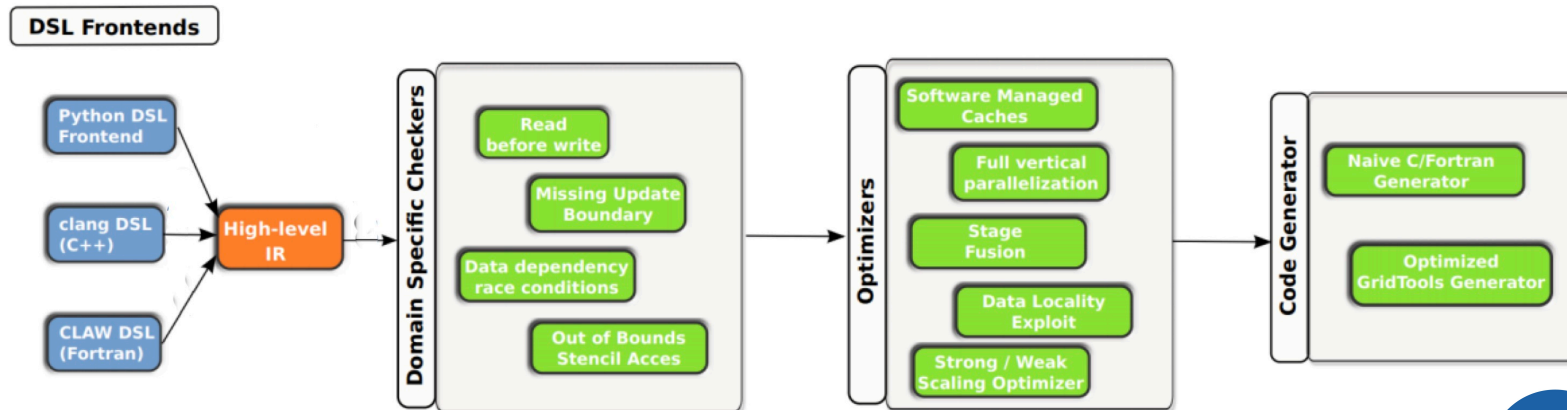 DSL Frontends
Python DSL
Frontend
clang DSL
(C++)
CLAW DSL
(Fortran)
High-level
IR
Domain Specific Checkers
Read
before write
Missing Update
Boundary
Data dependency
race conditions
Out of Bounds
Stencil Acces
Optimizers
Software Managed
Caches
Full vertical
parallelization
Stage
Fusion
Data Locality
Exploit
Strong / Weak
Scaling Optimizer
Code Generator
Naive C/Fortran
Generator
Optimized
GridTools Generator